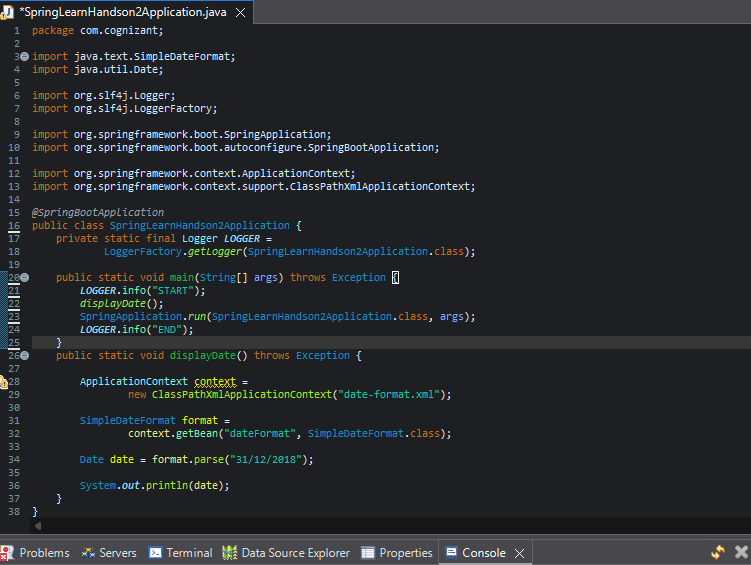 *SpringLearnHandson2Application.java
1 package com.cognizant;
2
3 import java.text.SimpleDateFormat;
4 import java.util.Date;
5
6 import org.slf4j.Logger;
7 import org.slf4j.LoggerFactory;
8
9 import org.springframework.boot.SpringApplication;
10 import org.springframework.boot.autoconfigure.SpringBootApplication;
11
12 import org.springframework.context.ApplicationContext;
13 import org.springframework.context.support.ClassPathXmlApplicationContext;
14
15 @SpringBootApplication
16 public class SpringLearnHandson2Application {
17     private static final Logger LOGGER =
18             LoggerFactory.getLogger(SpringLearnHandson2Application.class);
19
20     public static void main(String[] args) throws Exception {
21         LOGGER.info("START");
22         displayDate();
23         SpringApplication.run(SpringLearnHandson2Application.class, args);
24         LOGGER.info("END");
25     }
26     public static void displayDate() throws Exception {
27
28         ApplicationContext context =
29                 new ClassPathXmlApplicationContext("date-format.xml");
30
31         SimpleDateFormat format =
32                 context.getBean("dateFormat", SimpleDateFormat.class);
33
34         Date date = format.parse("31/12/2018");
35
36         System.out.println(date);
37     }
38 }
Problems Servers Terminal Data Source Explorer Properties Console